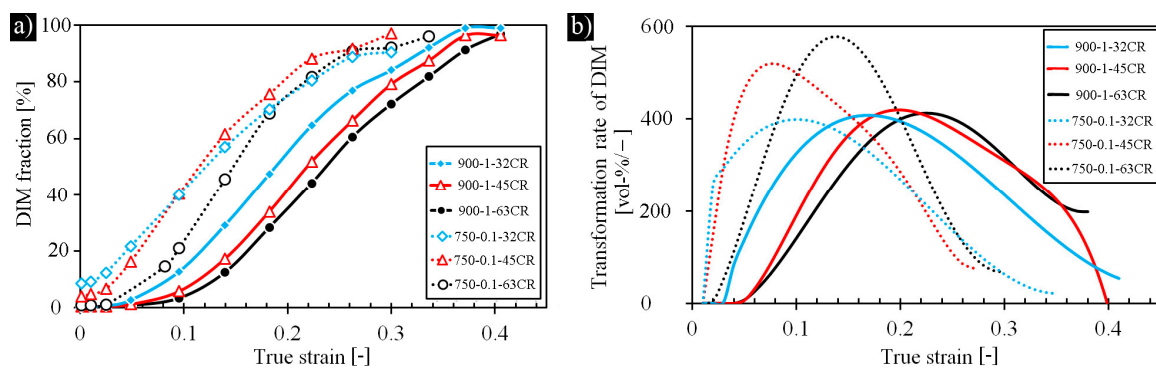 a)
DIM fraction [%]
100
80
60
40
20
0
0 0.1 0.2 0.3 0.4
True strain [-]
900-1-32CR
900-1-45CR
900-1-63CR
750-0.1-32CR
750-0.1-45CR
750-0.1-63CR
b)
Transformation rate of DIM
[vol-%/–]
600
400
200
0
0 0.1 0.2 0.3 0.4
True strain [-]
900-1-32CR
900-1-45CR
900-1-63CR
750-0.1-32CR
750-0.1-45CR
750-0.1-63CR